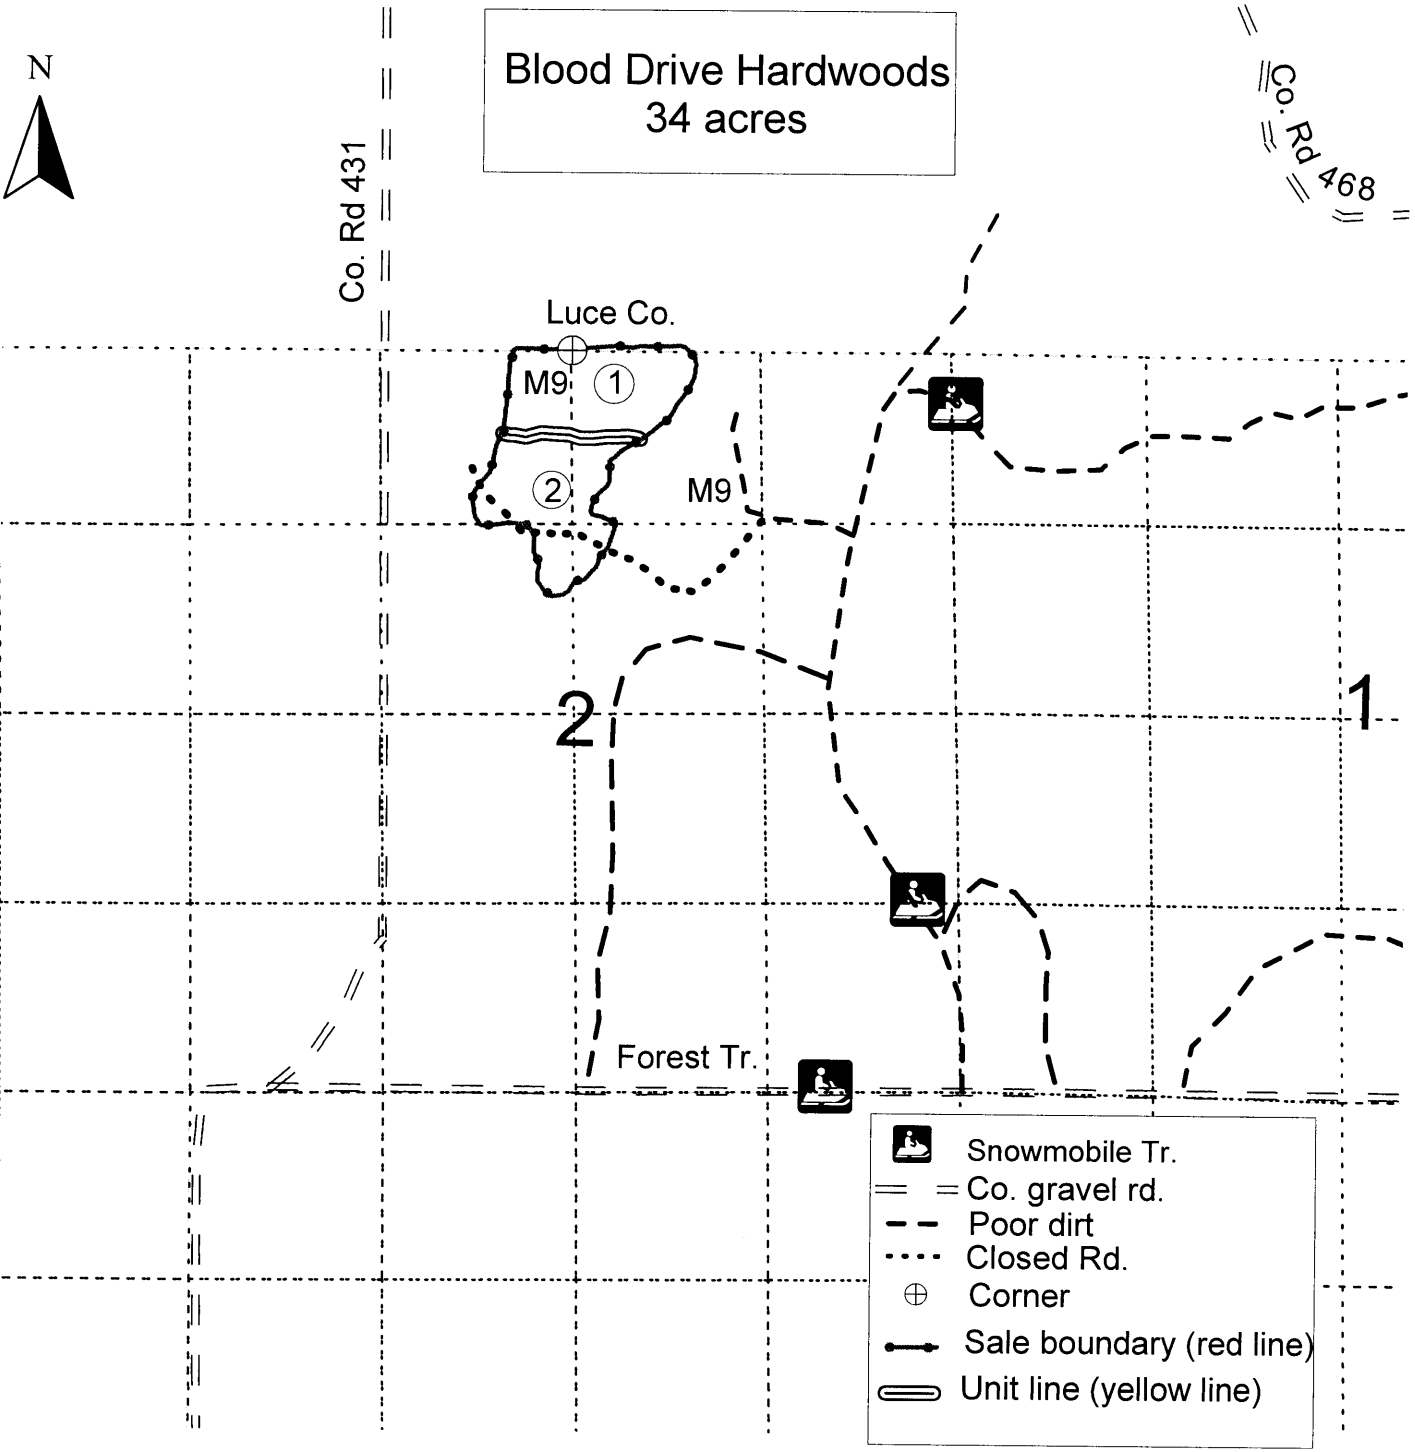 Blood Drive Hardwoods
34 acres
N
Co. Rd 431
Co. Rd 468
Luce Co.
M9
1
2
M9
2
1
Forest Tr.
Snowmobile Tr.
Co. gravel rd.
Poor dirt
Closed Rd.
Corner
Sale boundary (red line)
Unit line (yellow line)